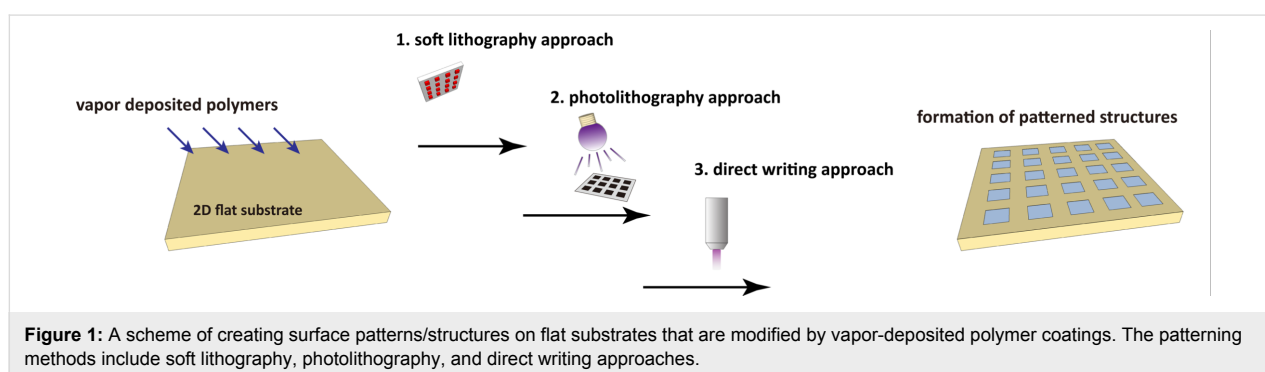 1. soft lithography approach
vapor deposited polymers
2. photolithography approach
formation of patterned structures
3. direct writing approach
2D flat substrate
Figure 1: A scheme of creating surface patterns/structures on flat substrates that are modified by vapor-deposited polymer coatings. The patterning
methods include soft lithography, photolithography, and direct writing approaches.